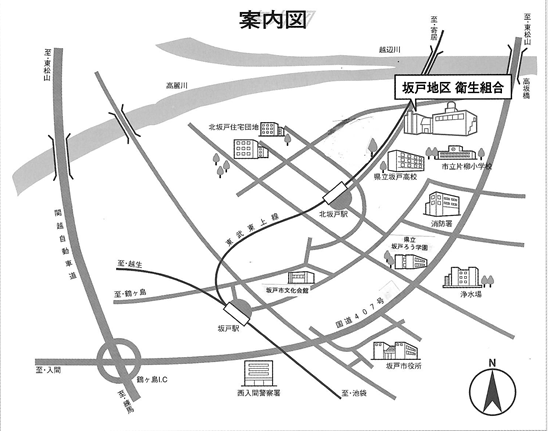 案内図
至・東松山
至・東松山
至・寄居
至・東松山
越辺川
高麗川
高坂橋
坂戸地区 衛生組合
北坂戸住宅団地
県立坂戸高校
市立片柳小学校
北坂戸駅
消防署
東武東上線
関越自動車道
県立
坂戸ろう学園
至・越生
坂戸市文化会館
浄水場
至・鶴ヶ島
国道407号
坂戸駅
坂戸市役所
至・入間
鶴ヶ島I.C
西入間警察署
至・池袋
至・練馬
N